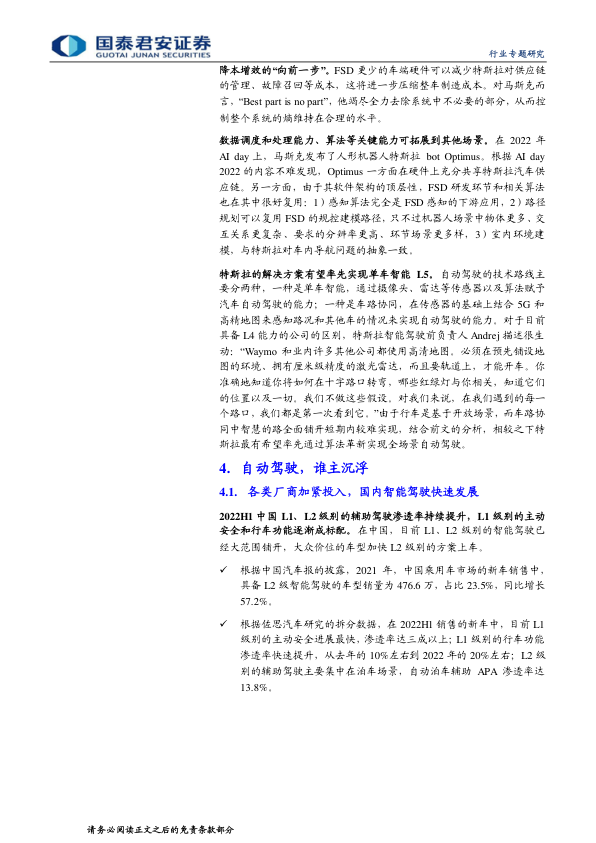 国泰君安证券
GUOTAI JUNAN SECURITIES
行业专题研究
降本增效的“向前一步”。FSD 更少的车端硬件可以减少特斯拉对供应链
的管理、故障召回等成本，这将进一步压缩整车制造成本。对马斯克而
言，“Best part is no part”，他竭尽全力去除系统中不必要的部分，从而控
制整个系统的熵维持在合理的水平。
数据调度和处理能力、算法等关键能力可拓展到其他场景。在 2022 年
AI day 上，马斯克发布了人形机器人特斯拉 bot Optimus。根据 AI day
2022 的内容不难发现，Optimus 一方面在硬件上充分共享特斯拉汽车供
应链。另一方面，由于其软件架构的顶层性，FSD 研发环节和相关算法
也在其中很好复用：1）感知算法完全是 FSD 感知的下游应用，2）路径
规划可以复用 FSD 的规控建模路径，只不过机器人场景中物体更多、交
互关系更复杂、要求的分辨率更高、环节场景更多样，3）室内环境建
模，与特斯拉对车内导航问题的抽象一致。
特斯拉的解决方案有望率先实现单车智能 L5。自动驾驶的技术路线主
要分两种，一种是单车智能，通过摄像头、雷达等传感器以及算法赋予
汽车自动驾驶的能力；一种是车路协同，在传感器的基础上结合 5G 和
高精地图来感知路况和其他车的情况来实现自动驾驶的能力。对于目前
具备 L4 能力的公司的区别，特斯拉智能驾驶前负责人 Andrej 描述很生
动：“Waymo 和业内许多其他公司都使用高清地图。必须在预先铺设地
图的环境、拥有厘米级精度的激光雷达，而且要轨道上，才能开车。你
准确地知道你将如何在十字路口转弯，哪些红绿灯与你相关，知道它们
的位置以及一切。我们不做这些假设。对我们来说，在我们遇到的每一
个路口，我们都是第一次看到它。”由于行车是基于开放场景，而车路协
同中智慧的路全面铺开短期内较难实现，结合前文的分析，相较之下特
斯拉最有希望率先通过算法革新实现全场景自动驾驶。
4. 自动驾驶，谁主沉浮
4.1. 各类厂商加紧投入，国内智能驾驶快速发展
2022H1 中国 L1、L2 级别的辅助驾驶渗透率持续提升，L1 级别的主动
安全和行车功能逐渐成标配。在中国，目前 L1、L2 级别的智能驾驶已
经大范围铺开，大众价位的车型加快 L2 级别的方案上车。
✓ 根据中国汽车报的披露，2021 年，中国乘用车市场的新车销售中，
具备 L2 级智能驾驶的车型销量为 476.6 万，占比 23.5%，同比增长
57.2%。
✓ 根据佐思汽车研究的拆分数据，在 2022H1 销售的新车中，目前 L1
级别的主动安全进展最快，渗透率达三成以上；L1 级别的行车功能
渗透率快速提升，从去年的 10%左右到 2022 年的 20%左右；L2 级
别的辅助驾驶主要集中在泊车场景，自动泊车辅助 APA 渗透率达
13.8%。
请务必阅读正文之后的免责条款部分